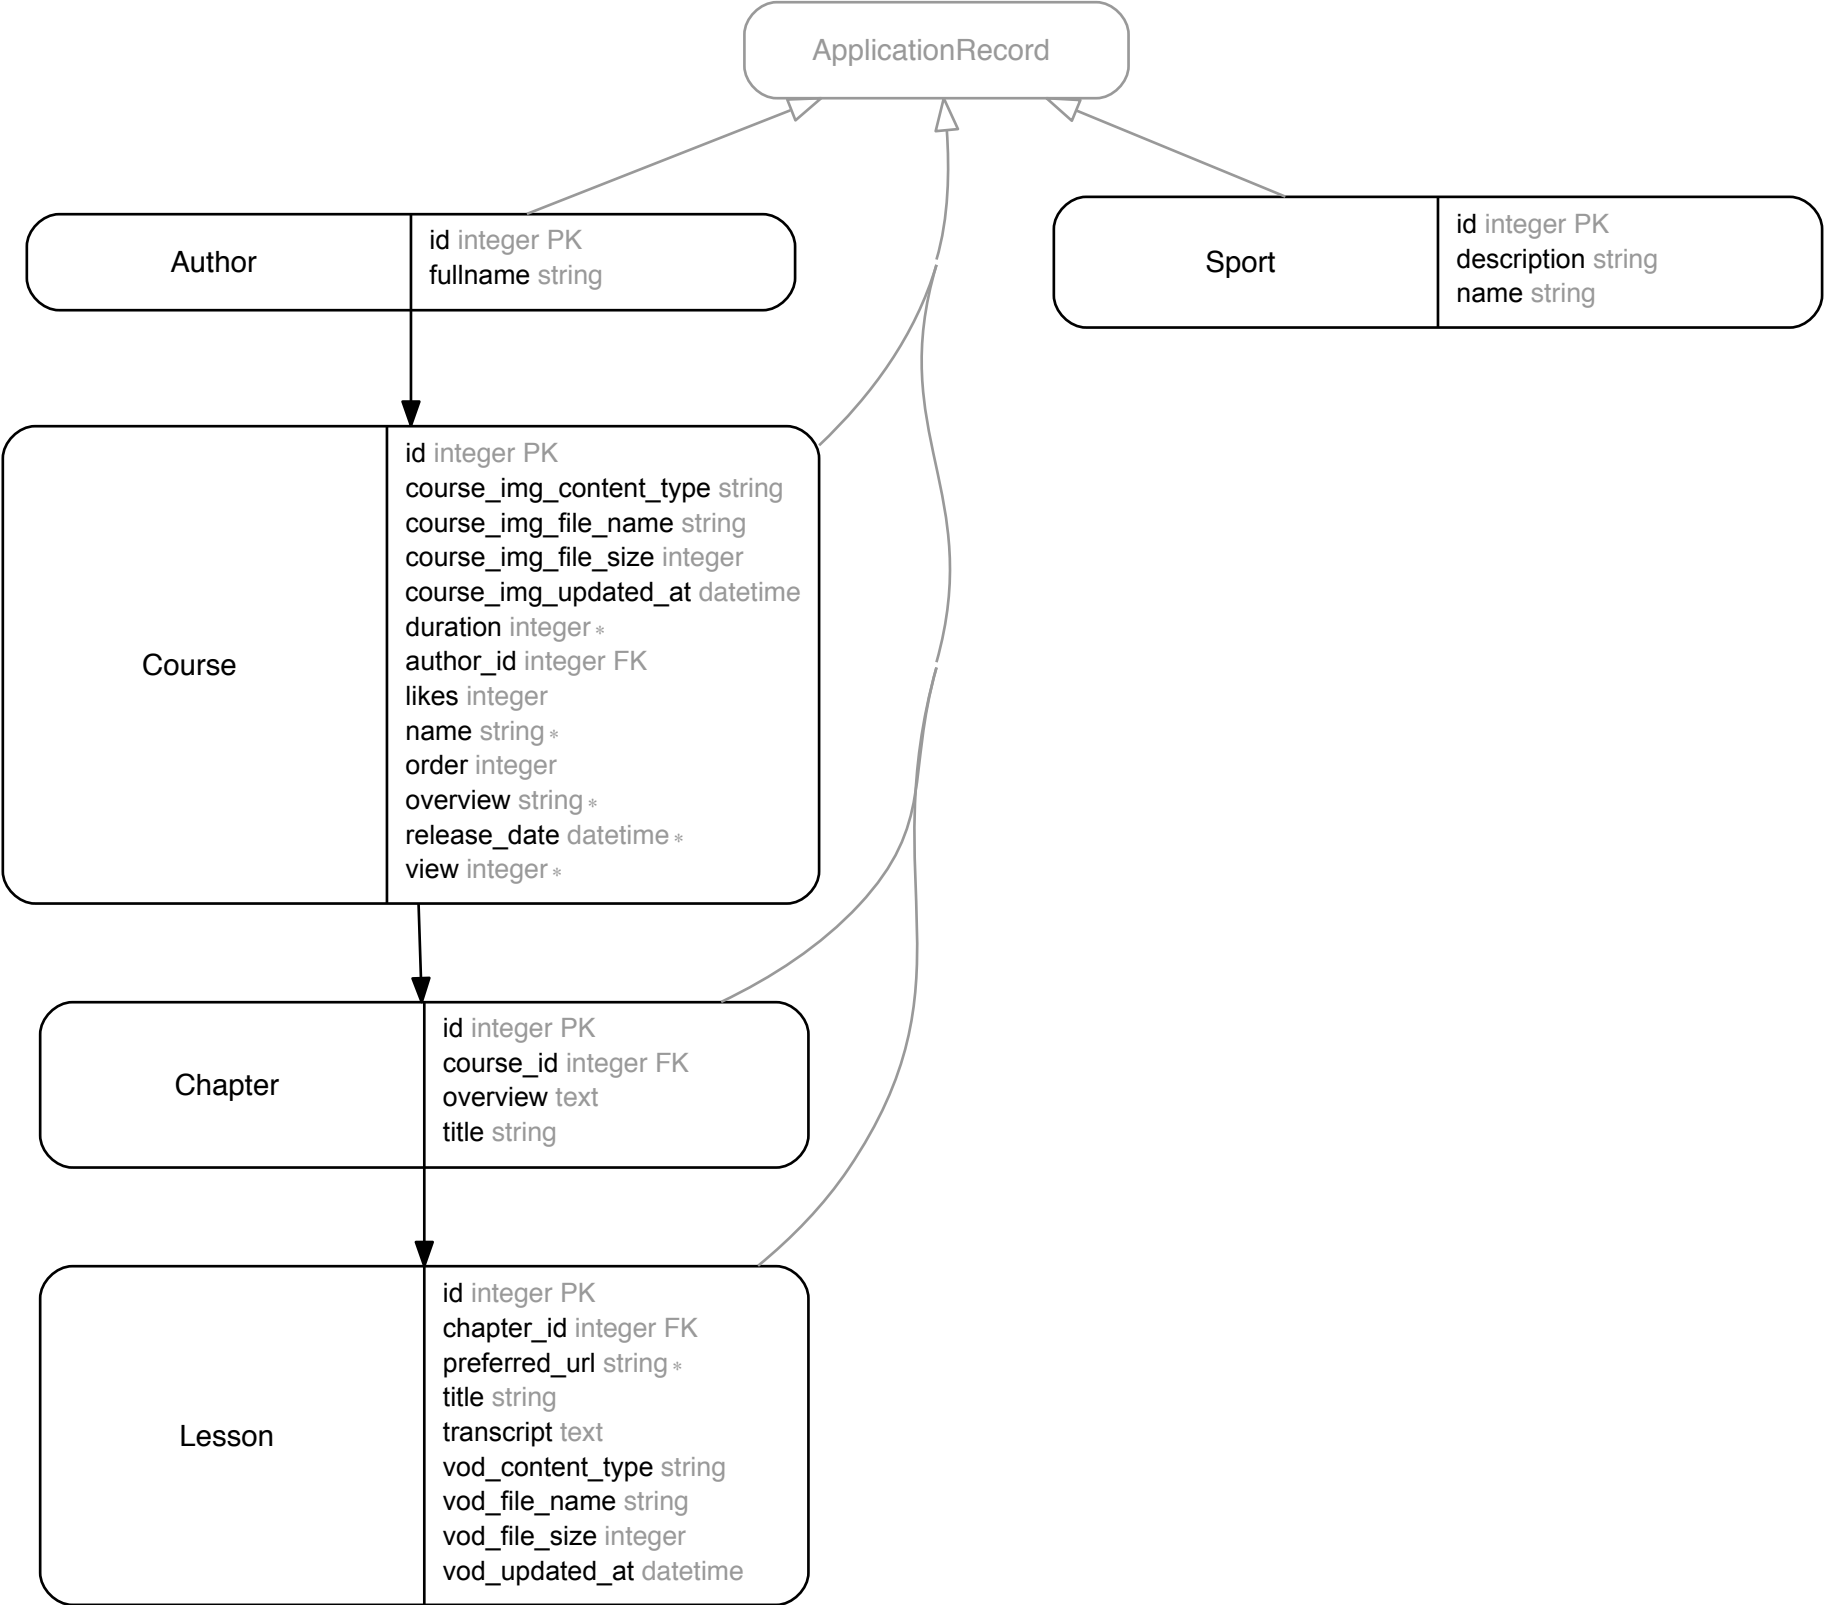 ApplicationRecord
Author
id integer PK
fullname string
Sport
id integer PK
description string
name string
Course
id integer PK
course_img_content_type string
course_img_file_name string
course_img_file_size integer
course_img_updated_at datetime
duration integer *
author_id integer FK
likes integer
name string *
order integer
overview string *
release_date datetime *
view integer *
Chapter
id integer PK
course_id integer FK
overview text
title string
Lesson
id integer PK
chapter_id integer FK
preferred_url string *
title string
transcript text
vod_content_type string
vod_file_name string
vod_file_size integer
vod_updated_at datetime